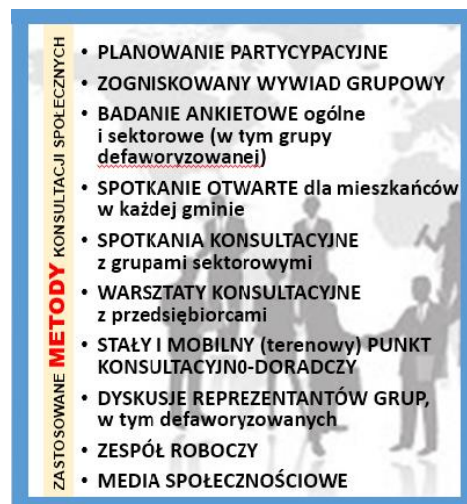 ZASTOSOWANE METODY KONSULTACJI SPOŁECZNYCH
• PLANOWANIE PARTYCYPACYJNE
• ZOGNISKOWANY WYWIAD GRUPOWY
• BADANIE ANKIETOWE ogólne
i sektorowe (w tym grupy
defaworyzowanej)
• SPOTKANIE OTWARTE dla mieszkańców
w każdej gminie
• SPOTKANIA KONSULTACYJNE
z grupami sektorowymi
• WARSZTATY KONSULTACYJNE
z przedsiębiorcami
• STAŁY I MOBILNY (terenowy) PUNKT
KONSULTACYJN0-DORADCZY
• DYSKUSJE REPREZENTANTÓW GRUP,
w tym defaworyzowanych
• ZESPÓŁ ROBOCZY
• MEDIA SPOŁECZNOŚCIOWE